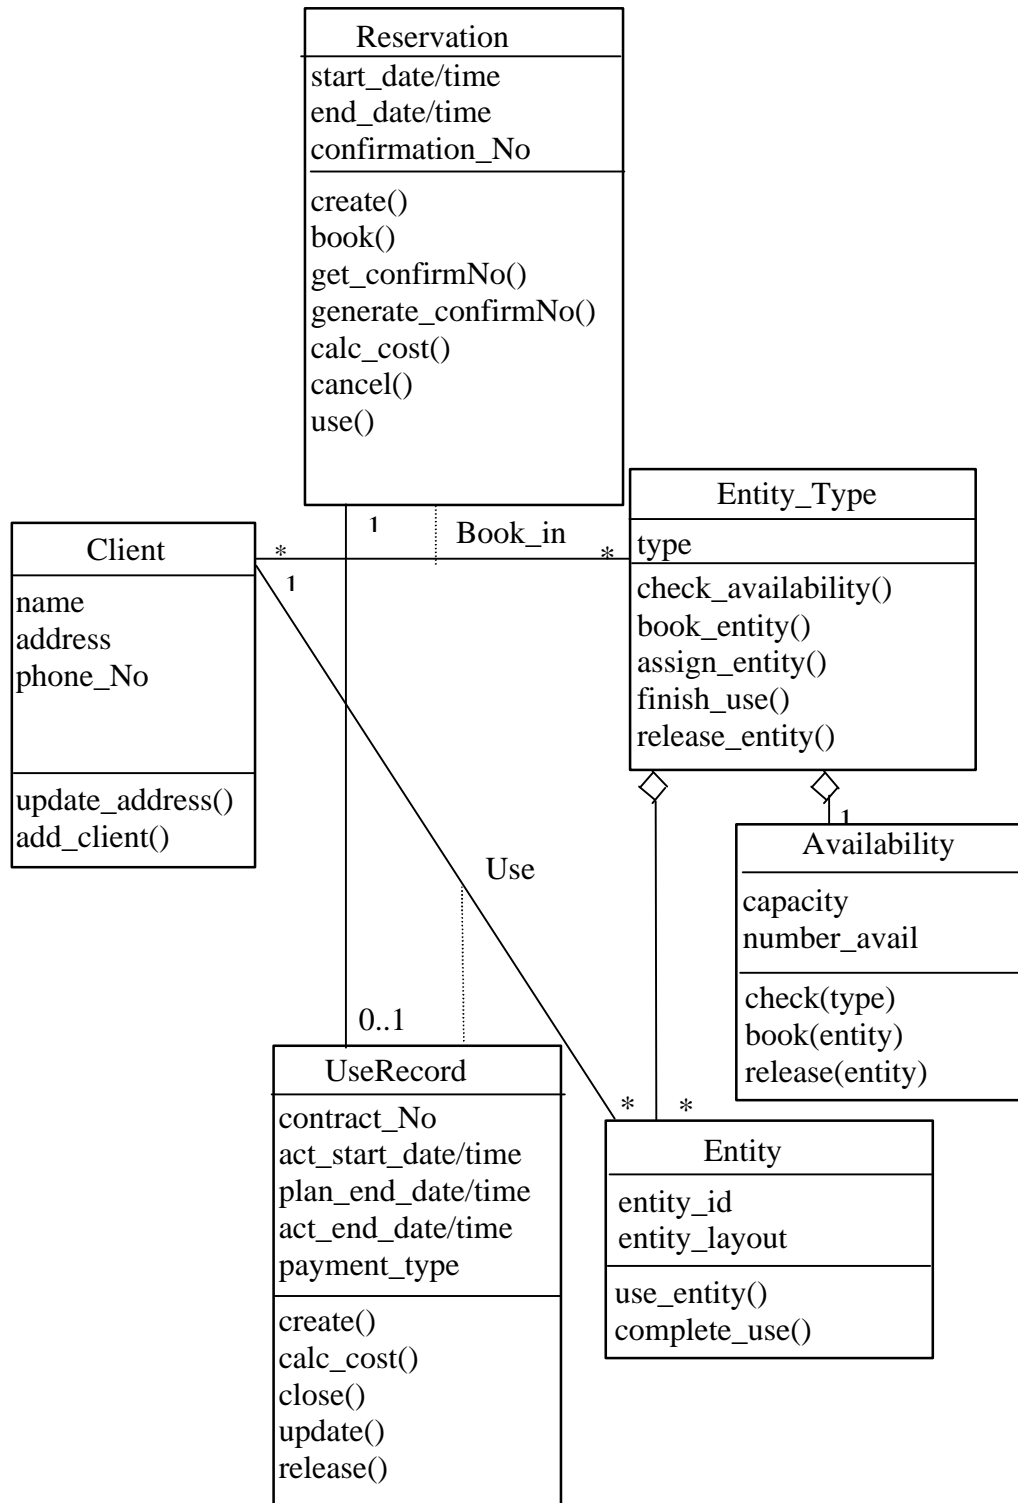 Reservation
start_date/time
end_date/time
confirmation_No
create()
book()
get_confirmNo()
generate_confirmNo()
calc_cost()
cancel()
use()
1
Book_in
*
*
1
Client
name
address
phone_No
update_address()
add_client()
Entity_Type
type
check_availability()
book_entity()
assign_entity()
finish_use()
release_entity()
1
Availability
capacity
number_avail
check(type)
book(entity)
release(entity)
Use
0..1
*
*
UseRecord
contract_No
act_start_date/time
plan_end_date/time
act_end_date/time
payment_type
create()
calc_cost()
close()
update()
release()
Entity
entity_id
entity_layout
use_entity()
complete_use()